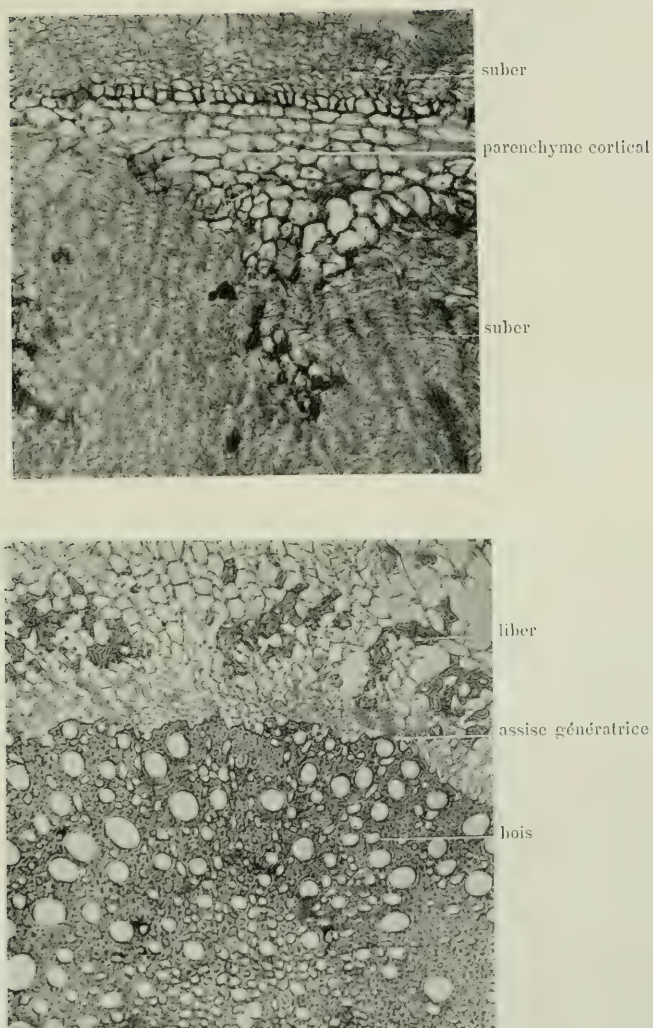 suber
parenchyme cortical
suber
liber
assise génératrice
bois